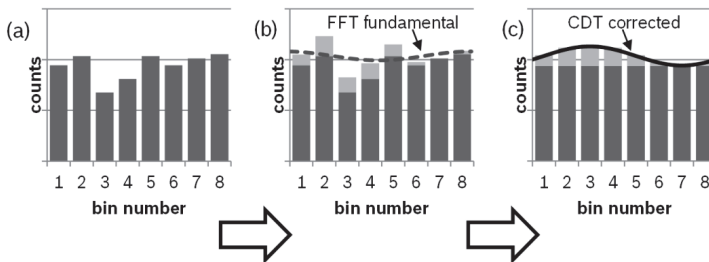 (a)
counts
1 2 3 4 5 6 7 8
bin number
(b)
FFT fundamental
counts
1 2 3 4 5 6 7 8
bin number
(c)
CDT corrected
counts
1 2 3 4 5 6 7 8
bin number